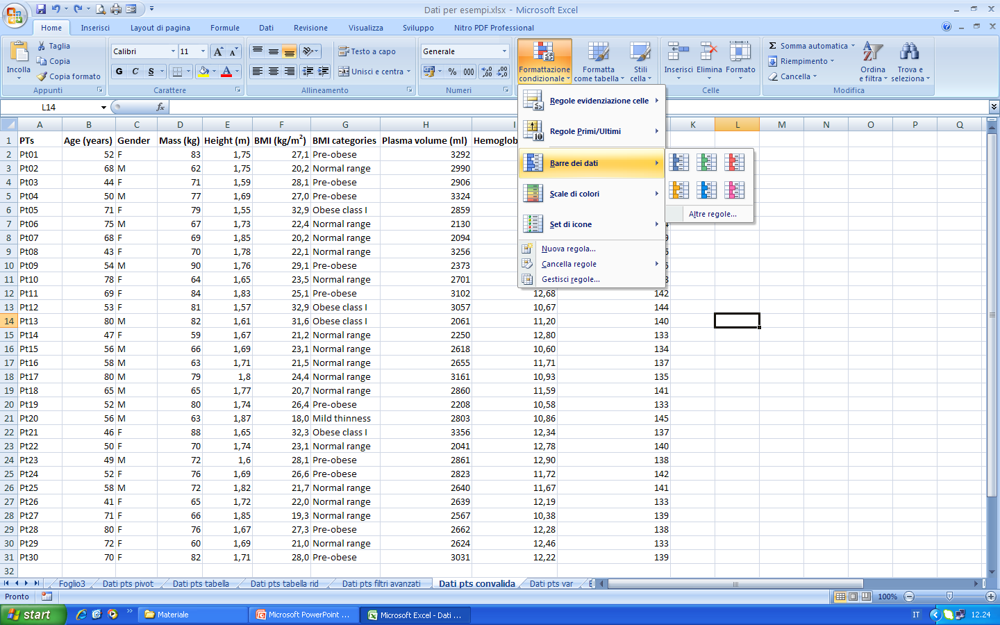 Dati per esempi.xlsx - Microsoft Excel
Home Inserisci Layout di pagina Formule Dati Revisione Visualizza Sviluppo Nitro PDF Professional
Incolla
Taglia
Copia
Copia formato
Appunti
Calibri 11
G C S
Carattere
Testo a capo
Unisci e centra
Allineamento
Generale
% 000
Numeri
Formattazione condizionale
Formatta come tabella
Stili cella
Inserisci Elimina Formato
Celle
Σ Somma automatica
Riempimento
Cancella
Ordina e filtra
Trova e seleziona
Modifica
L14 fx
Regole evidenziazione celle
Regole Primi/Ultimi
Barre dei dati
Scale di colori
Set di icone
Nuova regola...
Cancella regole
Gestisci regole...
Altre regole...
A B C D E F G H I K L M N O P Q
1 PTs Age (years) Gender Mass (kg) Height (m) BMI (kg/m²) BMI categories Plasma volume (ml) Hemoglob
2 Pt01 52 F 83 1,75 27,1 Pre-obese 3292
3 Pt02 68 M 62 1,75 20,2 Normal range 2990
4 Pt03 44 F 71 1,59 28,1 Pre-obese 2906
5 Pt04 50 M 77 1,69 27,0 Pre-obese 3324
6 Pt05 71 F 79 1,55 32,9 Obese class I 2859
7 Pt06 75 M 67 1,73 22,4 Normal range 2130
8 Pt07 68 F 69 1,85 20,2 Normal range 2094 9
9 Pt08 43 F 70 1,78 22,1 Normal range 3256
10 Pt09 54 M 90 1,76 29,1 Pre-obese 2373
11 Pt10 78 F 64 1,65 23,5 Normal range 2701
12 Pt11 69 F 84 1,83 25,1 Pre-obese 3102 12,68 142
13 Pt12 53 F 81 1,57 32,9 Obese class I 3057 10,67 144
14 Pt13 80 M 82 1,61 31,6 Obese class I 2061 11,20 140
15 Pt14 47 F 59 1,67 21,2 Normal range 2250 12,80 133
16 Pt15 56 M 66 1,69 23,1 Normal range 2618 10,60 134
17 Pt16 58 M 63 1,71 21,5 Normal range 2655 11,71 137
18 Pt17 80 M 79 1,8 24,4 Normal range 3161 10,93 135
19 Pt18 65 M 65 1,77 20,7 Normal range 2860 11,59 141
20 Pt19 52 M 80 1,74 26,4 Pre-obese 2208 10,58 133
21 Pt20 56 M 63 1,87 18,0 Mild thinness 2803 10,86 145
22 Pt21 46 F 88 1,65 32,3 Obese class I 3356 12,34 137
23 Pt22 50 F 70 1,74 23,1 Normal range 2041 12,78 140
24 Pt23 49 M 72 1,6 28,1 Pre-obese 2861 12,90 138
25 Pt24 52 F 76 1,69 26,6 Pre-obese 2823 11,72 142
26 Pt25 58 M 72 1,82 21,7 Normal range 2640 11,67 141
27 Pt26 41 F 65 1,72 22,0 Normal range 2639 12,19 133
28 Pt27 71 F 66 1,85 19,3 Normal range 2567 10,38 139
29 Pt28 80 F 76 1,67 27,3 Pre-obese 2662 12,28 138
30 Pt29 72 F 60 1,69 21,0 Normal range 2624 12,46 133
31 Pt30 70 F 82 1,71 28,0 Pre-obese 3031 12,22 139
32
Foglio3 Dati pts pivot Dati pts tabella Dati pts tabella rid Dati pts filtri avanzati Dati pts convalida Dati pts var
Pronto 100%
start Materiale Microsoft PowerPoint ... Microsoft Excel - Dati ... IT 12.24